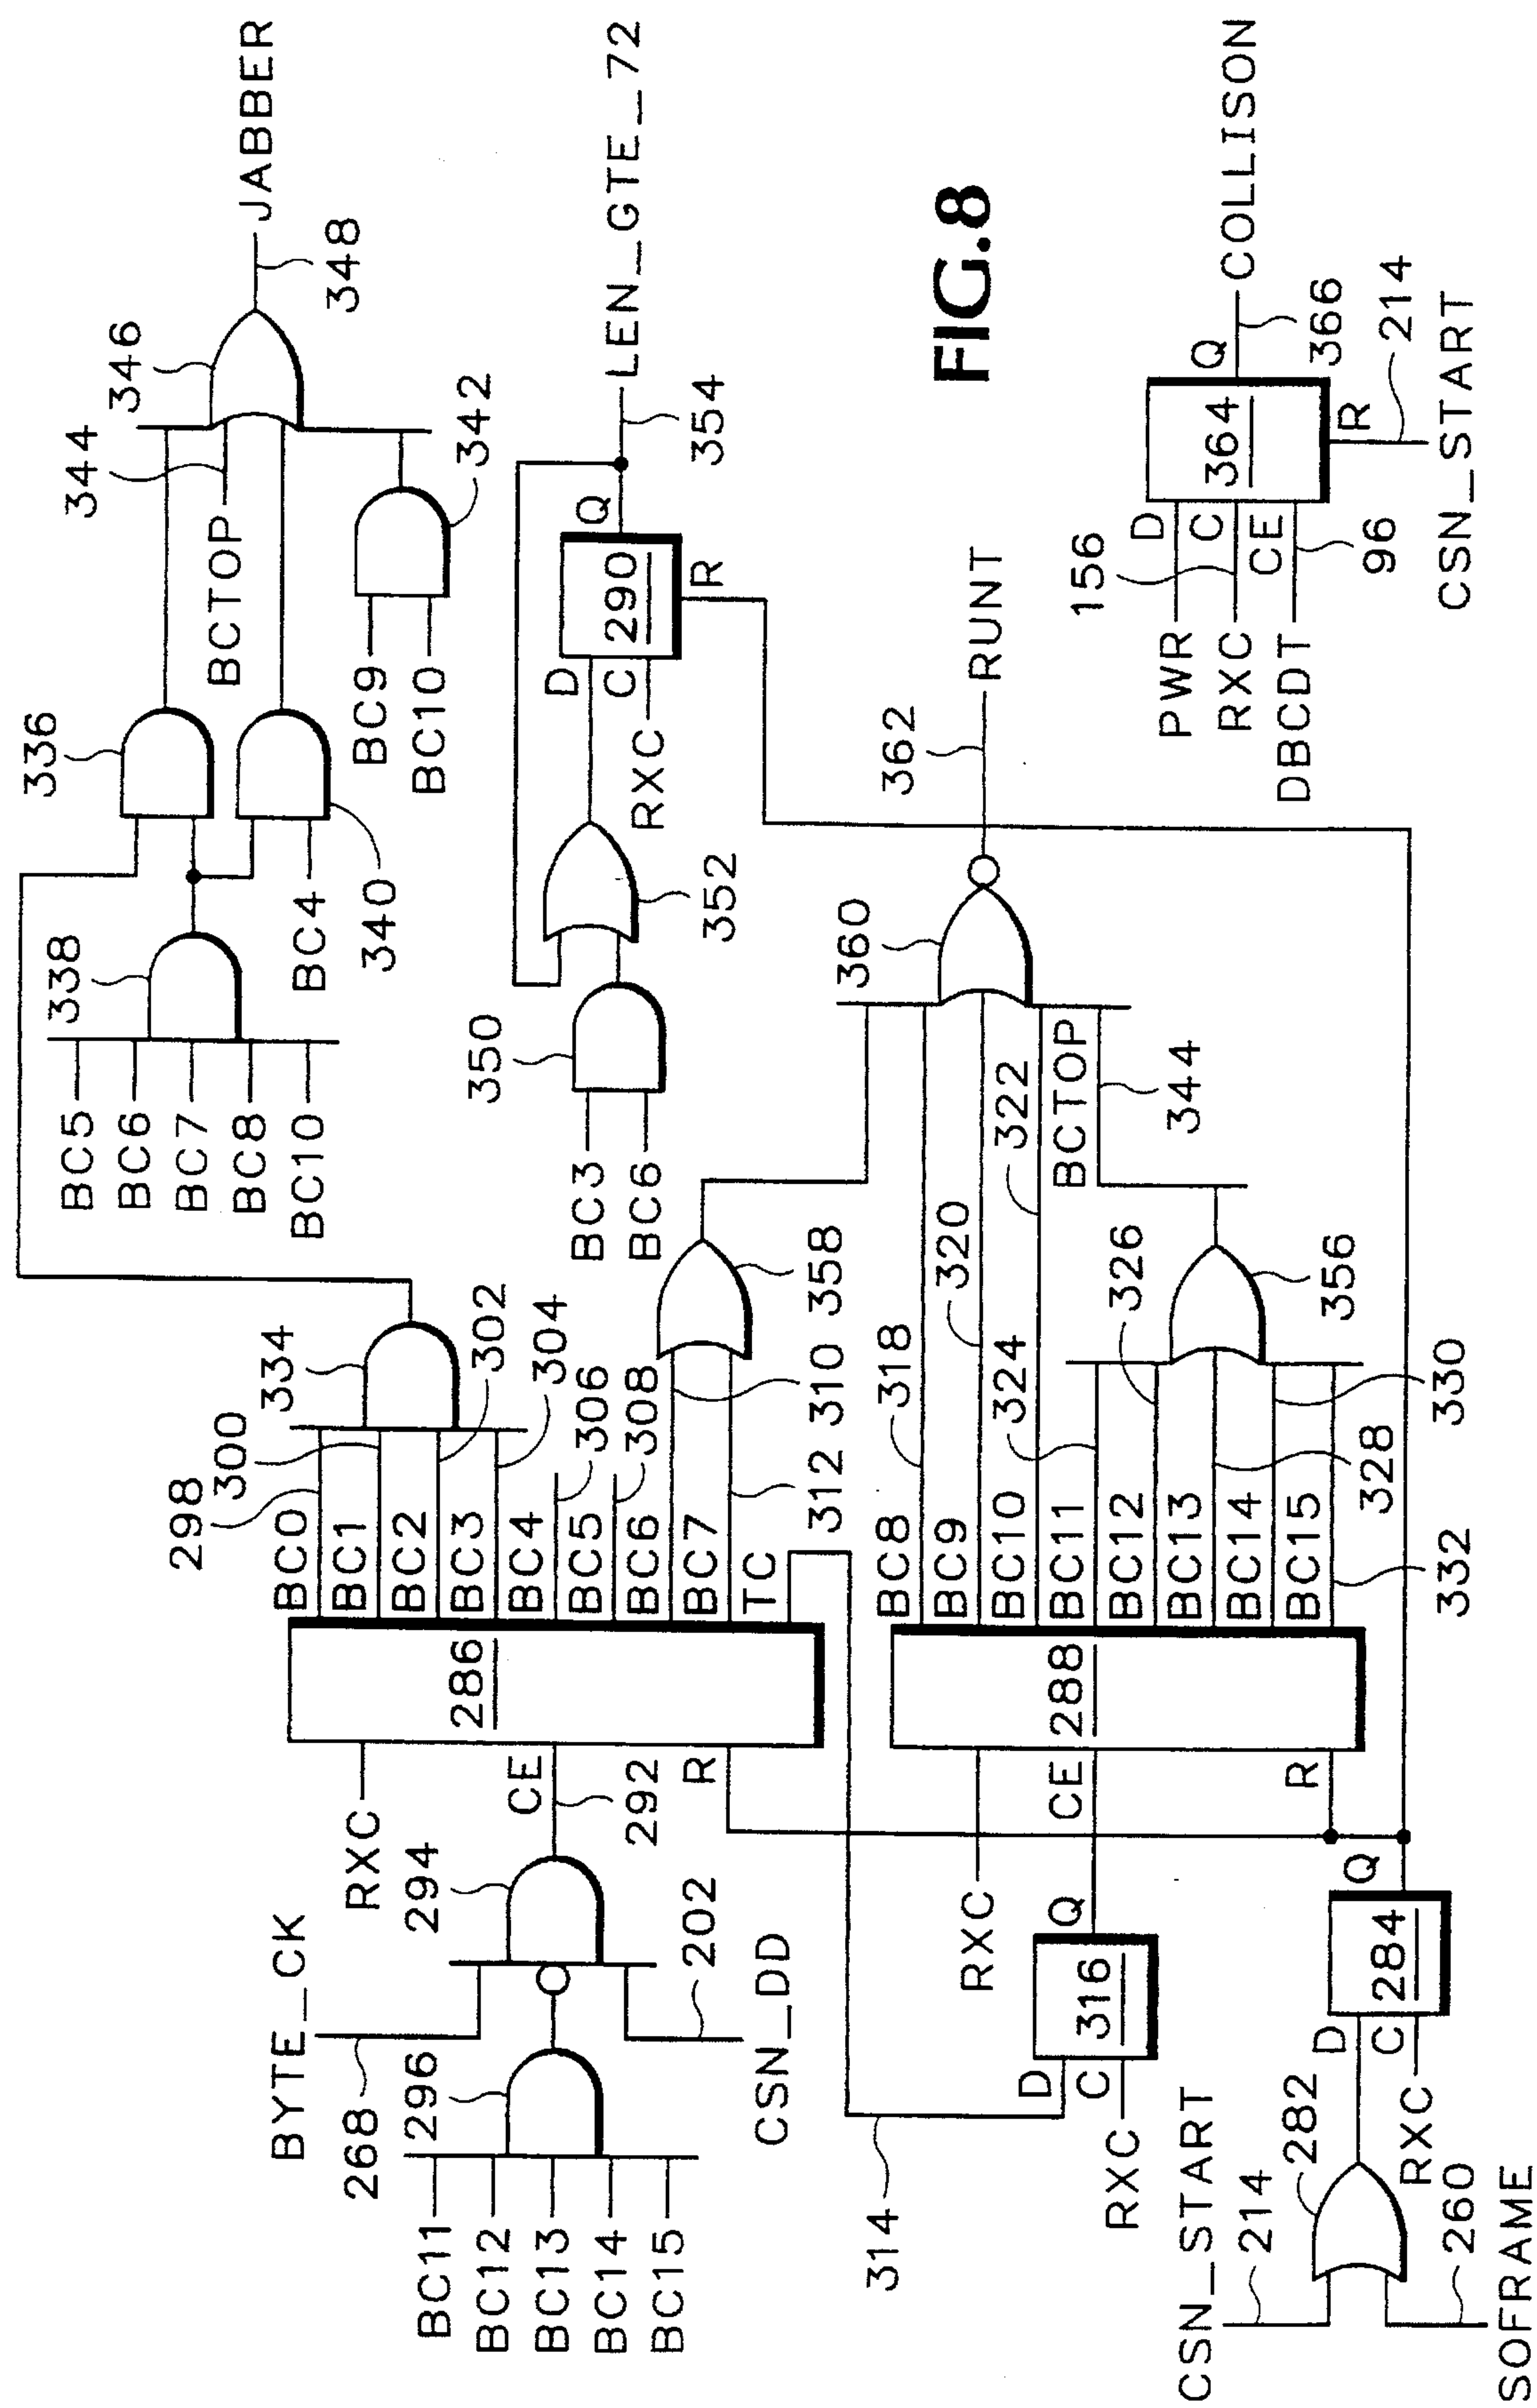 FIG.8
BYTE_CK
268
BC11
BC12
BC13
BC14
BC15
296
294
202
CSN_DD
RXC
CE
292
R
286
BC0
BC1
BC2
BC3
BC4
BC5
BC6
BC7
TC
298
300
302
304
306
308
310
312
334
BC5
BC6
BC7
BC8
BC10
338
336
BC4
340
344
BCTOP
BC9
BC10
342
346
348
JABBER
BC3
BC6
350
352
RXC
D
C
290
Q
R
354
LEN_GTE_72
358
314
RXC
D
C
316
Q
RXC
CE
R
288
BC8
BC9
BC10
BC11
BC12
BC13
BC14
BC15
318
320
322
324
326
328
330
332
356
BCTOP
344
360
362
RUNT
CSN_START
214
260
SOFRAME
282
RXC
D
C
284
Q
PWR
RXC
DBCDT
156
D
C
CE
96
364
Q
R
366
COLLISON
214
CSN_START